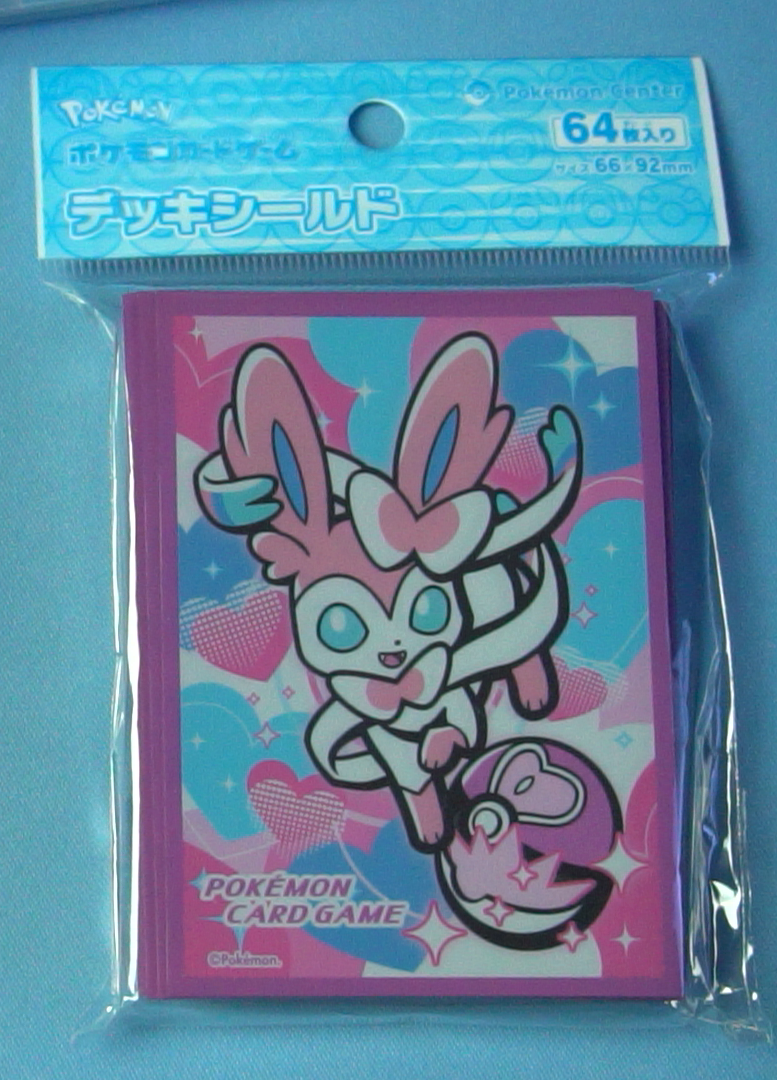 POKÉMON
Pokémon Center
ポケモンカードゲーム
64枚入り
サイズ 66×92mm
デッキシールド
POKÉMON
CARD GAME
©Pokémon.